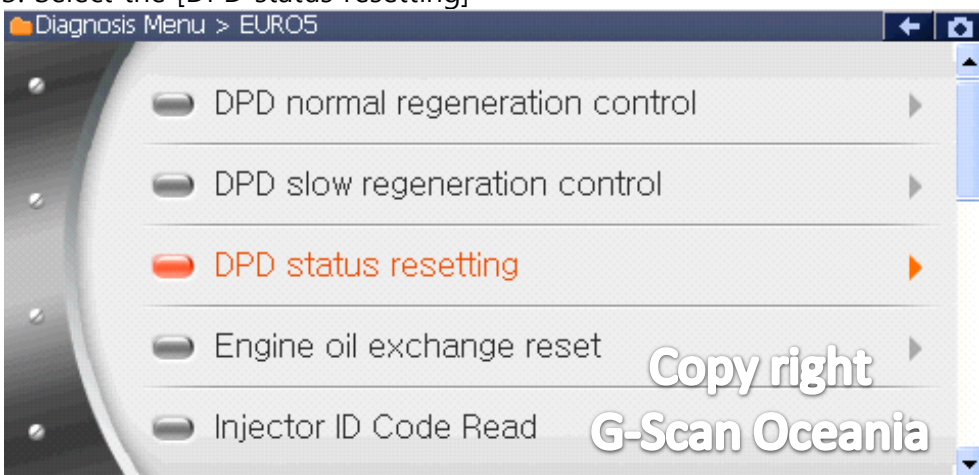 Diagnosis Menu > EURO5
DPD normal regeneration control
DPD slow regeneration control
DPD status resetting
Engine oil exchange reset
Injector ID Code Read
Copy right
G-Scan Oceania